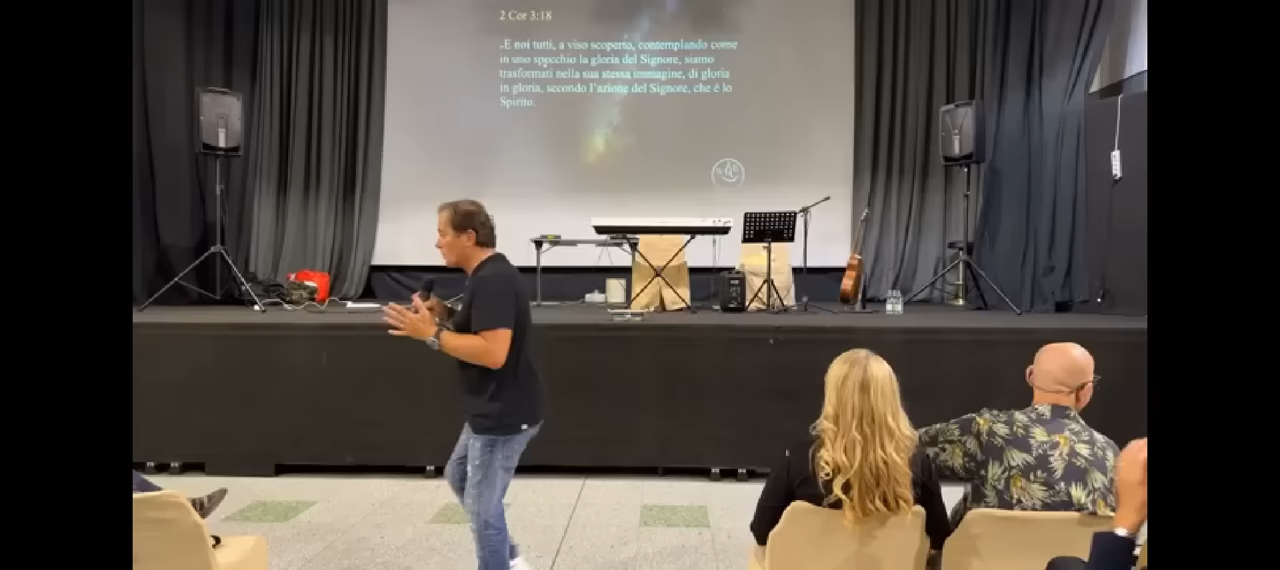 2 Cor 3:18
„E noi tutti, a viso scoperto, contemplando come
in uno specchio la gloria del Signore, siamo
trasformati nella sua stessa immagine, di gloria
in gloria, secondo l'azione del Signore, che è lo
Spirito.